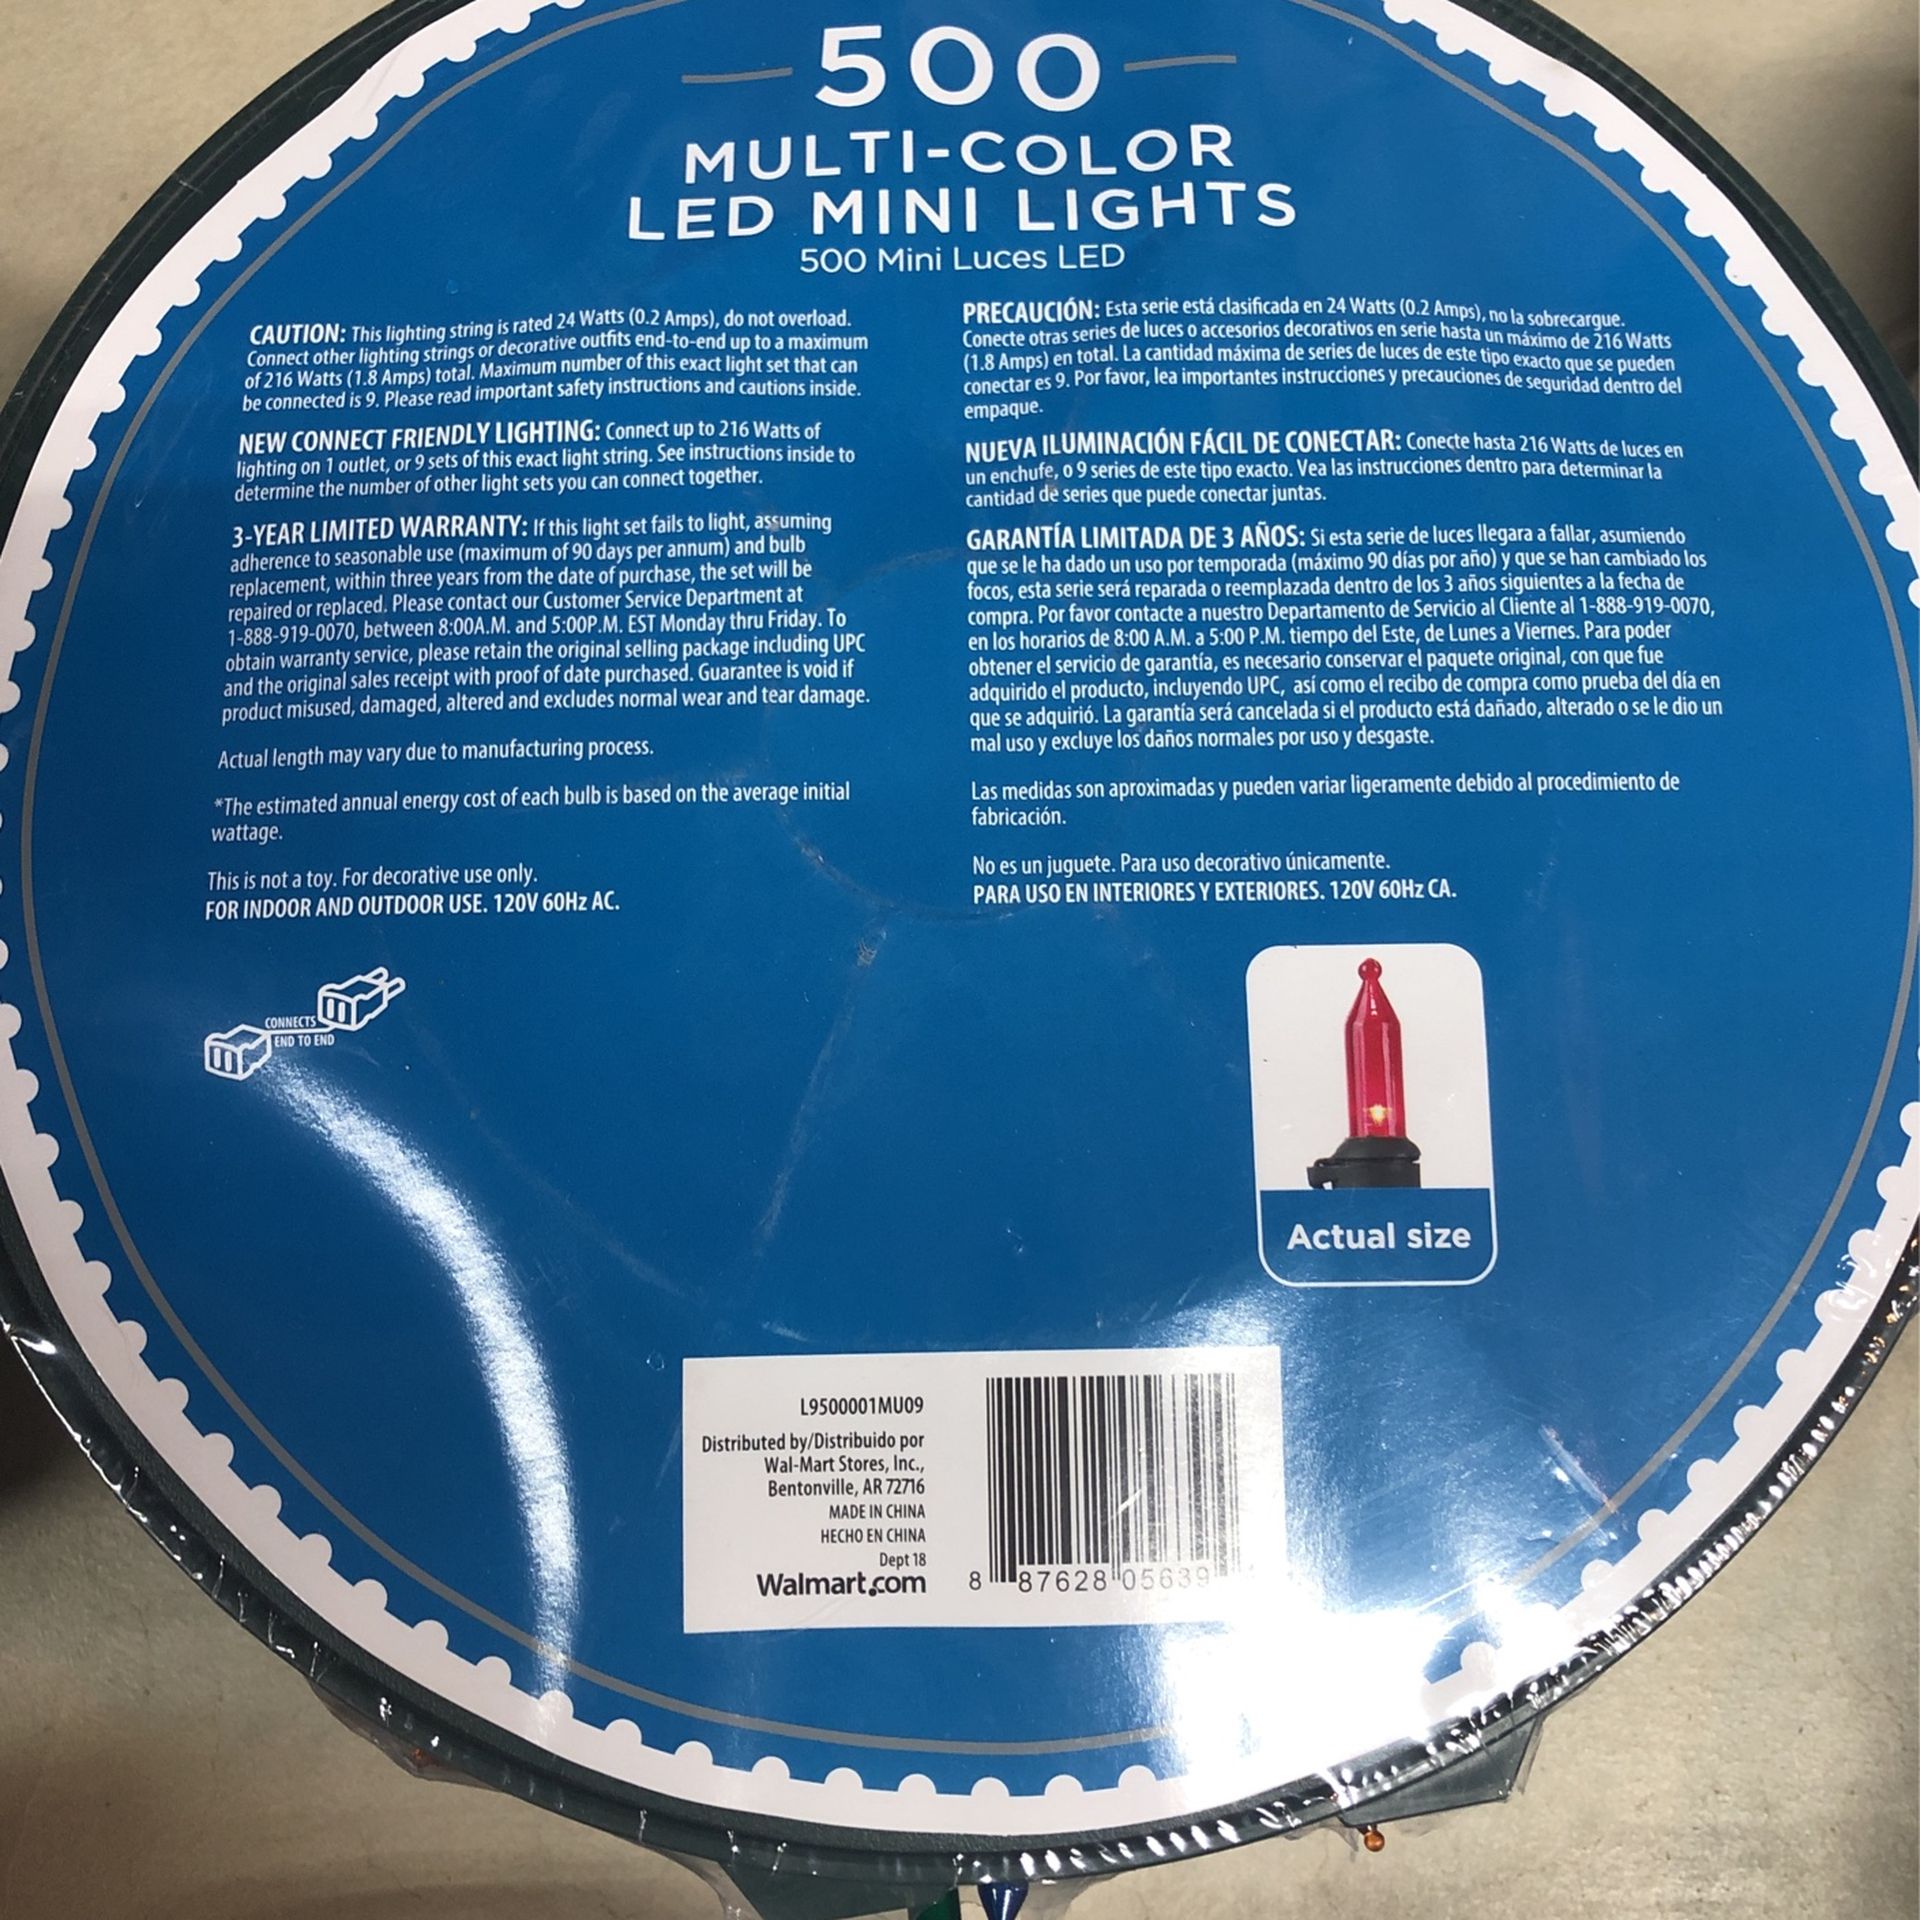 500
MULTI-COLOR
LED MINI LIGHTS
500 Mini Luces LED
CAUTION: This lighting string is rated 24 Watts (0.2 Amps), do not overload.
Connect other lighting strings or decorative outfits end-to-end up to a maximum
of 216 Watts (1.8 Amps) total. Maximum number of this exact light set that can
be connected is 9. Please read important safety instructions and cautions inside.
NEW CONNECT FRIENDLY LIGHTING: Connect up to 216 Watts of
lighting on 1 outlet, or 9 sets of this exact light string. See instructions inside to
determine the number of other light sets you can connect together.
3-YEAR LIMITED WARRANTY: If this light set fails to light, assuming
adherence to seasonable use (maximum of 90 days per annum) and bulb
replacement, within three years from the date of purchase, the set will be
repaired or replaced. Please contact our Customer Service Department at
1-888-919-0070, between 8:00A.M. and 5:00P.M. EST Monday thru Friday. To
obtain warranty service, please retain the original selling package including UPC
and the original sales receipt with proof of date purchased. Guarantee is void if
product misused, damaged, altered and excludes normal wear and tear damage.
Actual length may vary due to manufacturing process.
*The estimated annual energy cost of each bulb is based on the average initial
wattage.
This is not a toy. For decorative use only.
FOR INDOOR AND OUTDOOR USE. 120V 60Hz AC.
CONNECTS
END TO END
PRECAUCIÓN: Esta serie está clasificada en 24 Watts (0.2 Amps), no la sobrecargue.
Conecte otras series de luces o accesorios decorativos en serie hasta un máximo de 216 Watts
(1.8 Amps) en total. La cantidad máxima de series de luces de este tipo exacto que se pueden
conectar es 9. Por favor, lea importantes instrucciones y precauciones de seguridad dentro del
empaque.
NUEVA ILUMINACIÓN FÁCIL DE CONECTAR: Conecte hasta 216 Watts de luces en
un enchufe, o 9 series de este tipo exacto. Vea las instrucciones dentro para determinar la
cantidad de series que puede conectar juntas.
GARANTÍA LIMITADA DE 3 AÑOS: Si esta serie de luces llegara a fallar, asumiendo
que se le ha dado un uso por temporada (máximo 90 días por año) y que se han cambiado los
focos, esta serie será reparada o reemplazada dentro de los 3 años siguientes a la fecha de
compra. Por favor contacte a nuestro Departamento de Servicio al Cliente al 1-888-919-0070,
en los horarios de 8:00 A.M. a 5:00 P.M. tiempo del Este, de Lunes a Viernes. Para poder
obtener el servicio de garantía, es necesario conservar el paquete original, con que fue
adquirido el producto, incluyendo UPC, así como el recibo de compra como prueba del día en
que se adquirió. La garantía será cancelada si el producto está dañado, alterado o se le dio un
mal uso y excluye los daños normales por uso y desgaste.
Las medidas son aproximadas y pueden variar ligeramente debido al procedimiento de
fabricación.
No es un juguete. Para uso decorativo únicamente.
PARA USO EN INTERIORES Y EXTERIORES. 120V 60Hz CA.
Actual size
L9500001MU09
Distributed by/Distribuido por
Wal-Mart Stores, Inc.,
Bentonville, AR 72716
MADE IN CHINA
HECHO EN CHINA
Dept 18
Walmart.com
8 87628 05639